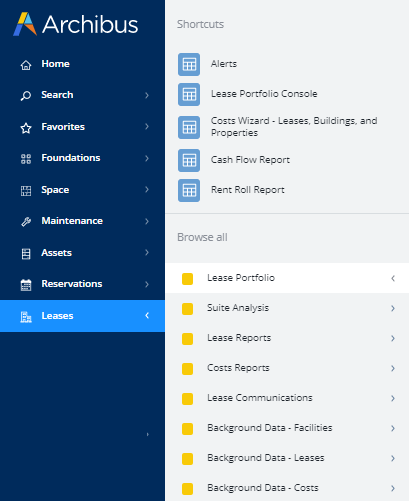 Archibus
Home
Search
Favorites
Foundations
Space
Maintenance
Assets
Reservations
Leases
Shortcuts
Alerts
Lease Portfolio Console
Costs Wizard - Leases, Buildings, and
Properties
Cash Flow Report
Rent Roll Report
Browse all
Lease Portfolio
Suite Analysis
Lease Reports
Costs Reports
Lease Communications
Background Data - Facilities
Background Data - Leases
Background Data - Costs